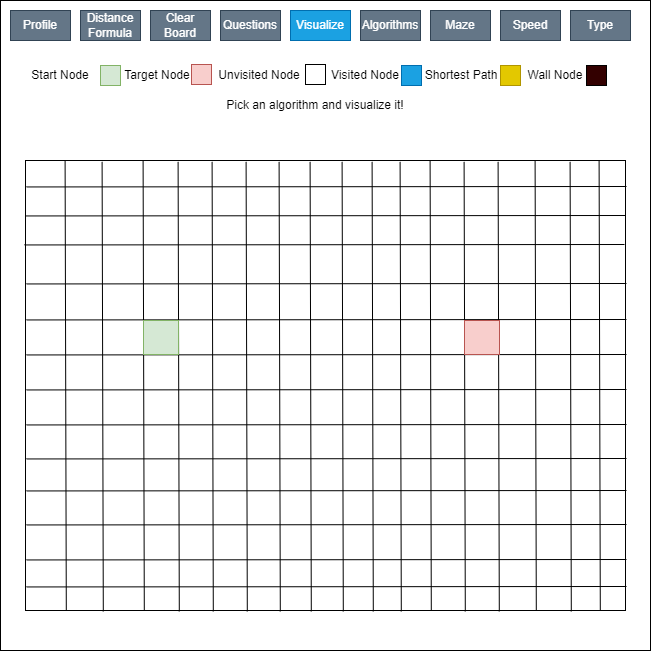 Profile
Distance
Formula
Clear
Board
Questions
Visualize
Algorithms
Maze
Speed
Type
Start Node
Target Node
Unvisited Node
Visited Node
Shortest Path
Wall Node
Pick an algorithm and visualize it!